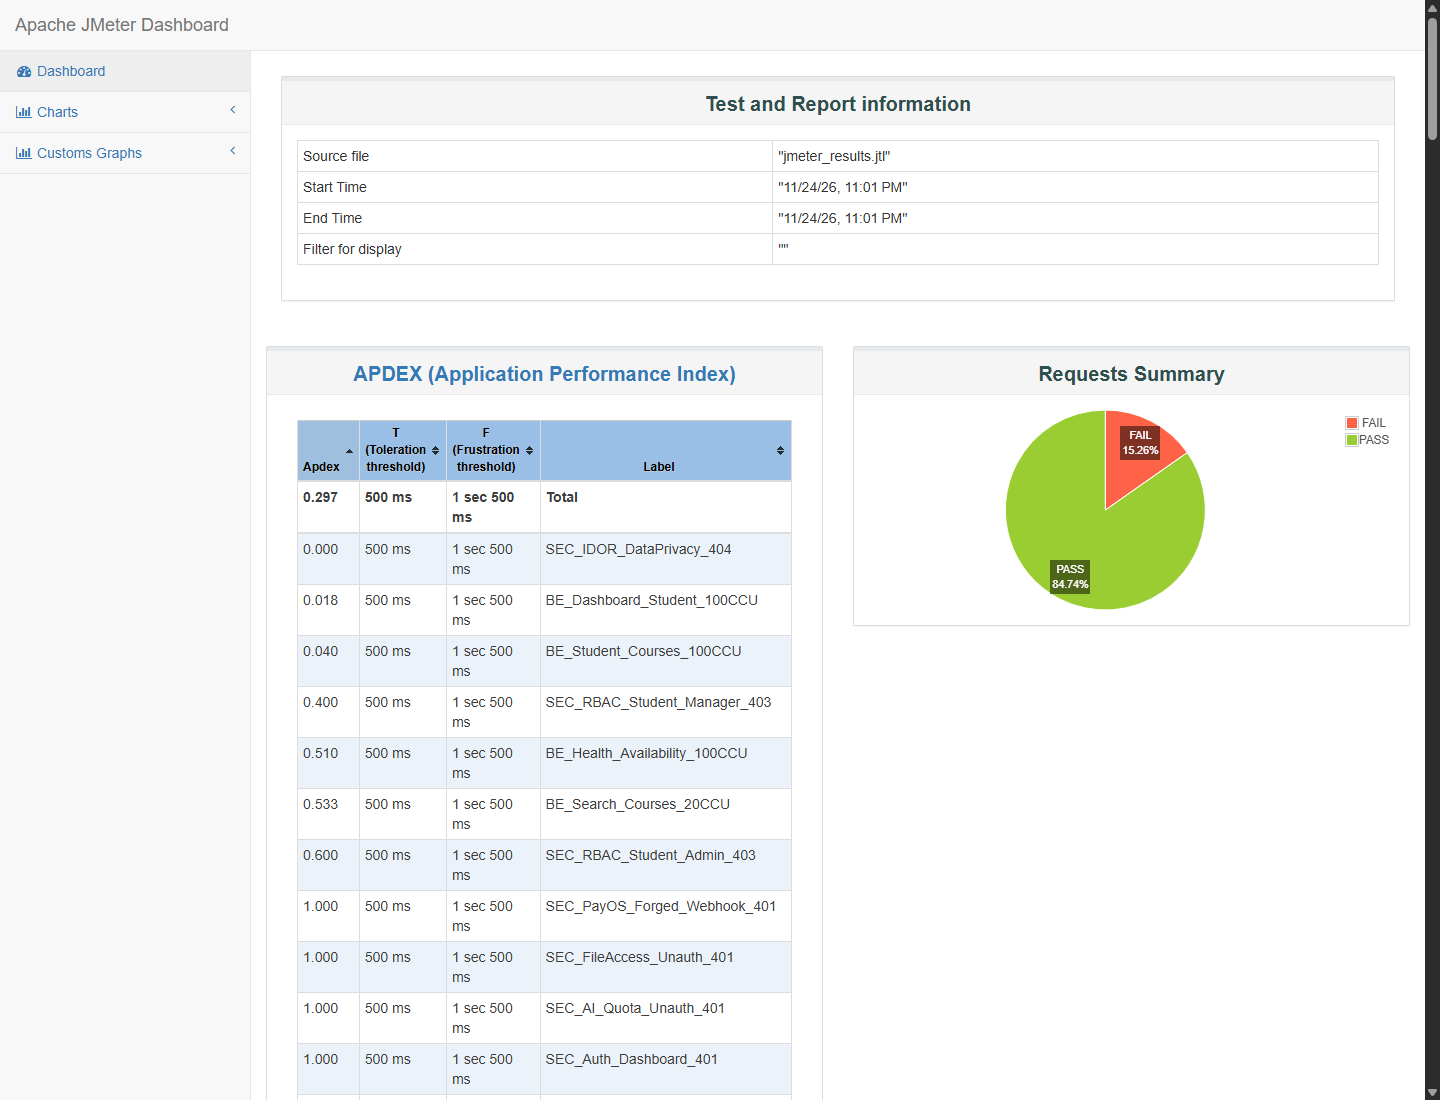 Apache JMeter Dashboard
Dashboard
Charts
Customs Graphs
Test and Report information
Source file "jmeter_results.jtl"
Start Time "11/24/26, 11:01 PM"
End Time "11/24/26, 11:01 PM"
Filter for display ""
APDEX (Application Performance Index)
Apdex T (Toleration threshold) F (Frustration threshold) Label
0.297 500 ms 1 sec 500 ms Total
0.000 500 ms 1 sec 500 ms SEC_IDOR_DataPrivacy_404
0.018 500 ms 1 sec 500 ms BE_Dashboard_Student_100CCU
0.040 500 ms 1 sec 500 ms BE_Student_Courses_100CCU
0.400 500 ms 1 sec 500 ms SEC_RBAC_Student_Manager_403
0.510 500 ms 1 sec 500 ms BE_Health_Availability_100CCU
0.533 500 ms 1 sec 500 ms BE_Search_Courses_20CCU
0.600 500 ms 1 sec 500 ms SEC_RBAC_Student_Admin_403
1.000 500 ms 1 sec 500 ms SEC_PayOS_Forged_Webhook_401
1.000 500 ms 1 sec 500 ms SEC_FileAccess_Unauth_401
1.000 500 ms 1 sec 500 ms SEC_AI_Quota_Unauth_401
1.000 500 ms 1 sec 500 ms SEC_Auth_Dashboard_401
Requests Summary
FAIL
15.26%
PASS
84.74%
FAIL
PASS